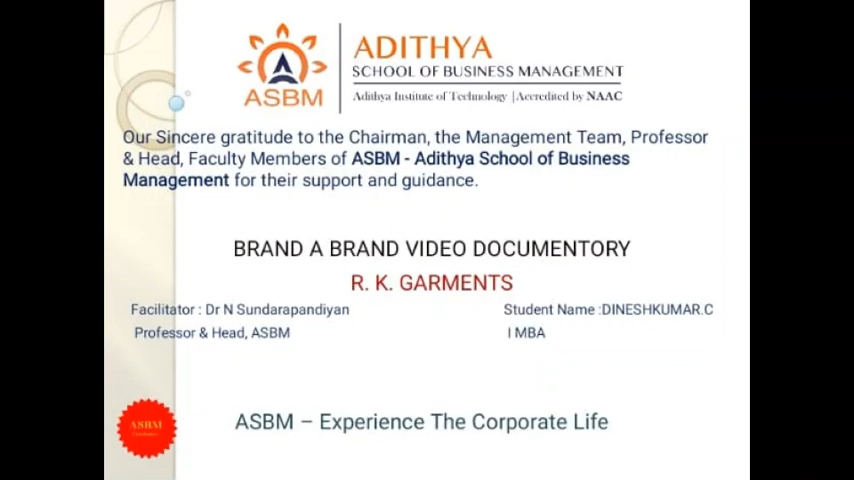 ADITHYA
SCHOOL OF BUSINESS MANAGEMENT
ASBM
Adithya Institute of Technology | Accredited by NAAC
Our Sincere gratitude to the Chairman, the Management Team, Professor
& Head, Faculty Members of ASBM - Adithya School of Business
Management for their support and guidance.
BRAND A BRAND VIDEO DOCUMENTORY
R. K. GARMENTS
Facilitator : Dr N Sundarapandiyan
Student Name :DINESHKUMAR.C
Professor & Head, ASBM
I MBA
ASBM
ASBM – Experience The Corporate Life